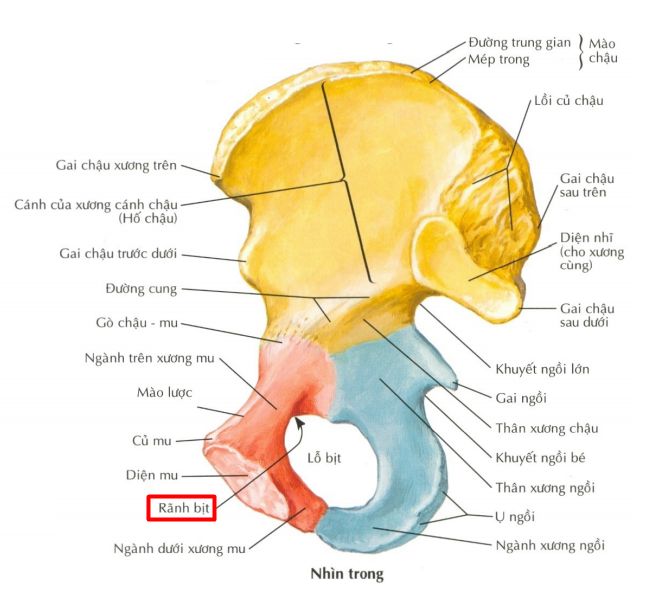 Đường trung gian
Mép trong
Mào
chậu
Lồi củ chậu
Gai chậu xương trên
Gai chậu
sau trên
Cánh của xương cánh chậu
(Hố chậu)
Diện nhĩ
(cho xương
cùng)
Gai chậu trước dưới
Đường cung
Gai chậu
sau dưới
Gò chậu - mu
Ngành trên xương mu
Khuyết ngồi lớn
Mào lược
Gai ngồi
Thân xương chậu
Củ mu
Lỗ bịt
Khuyết ngồi bé
Diện mu
Thân xương ngồi
Rãnh bịt
Ụ ngồi
Ngành dưới xương mu
Ngành xương ngồi
Nhìn trong